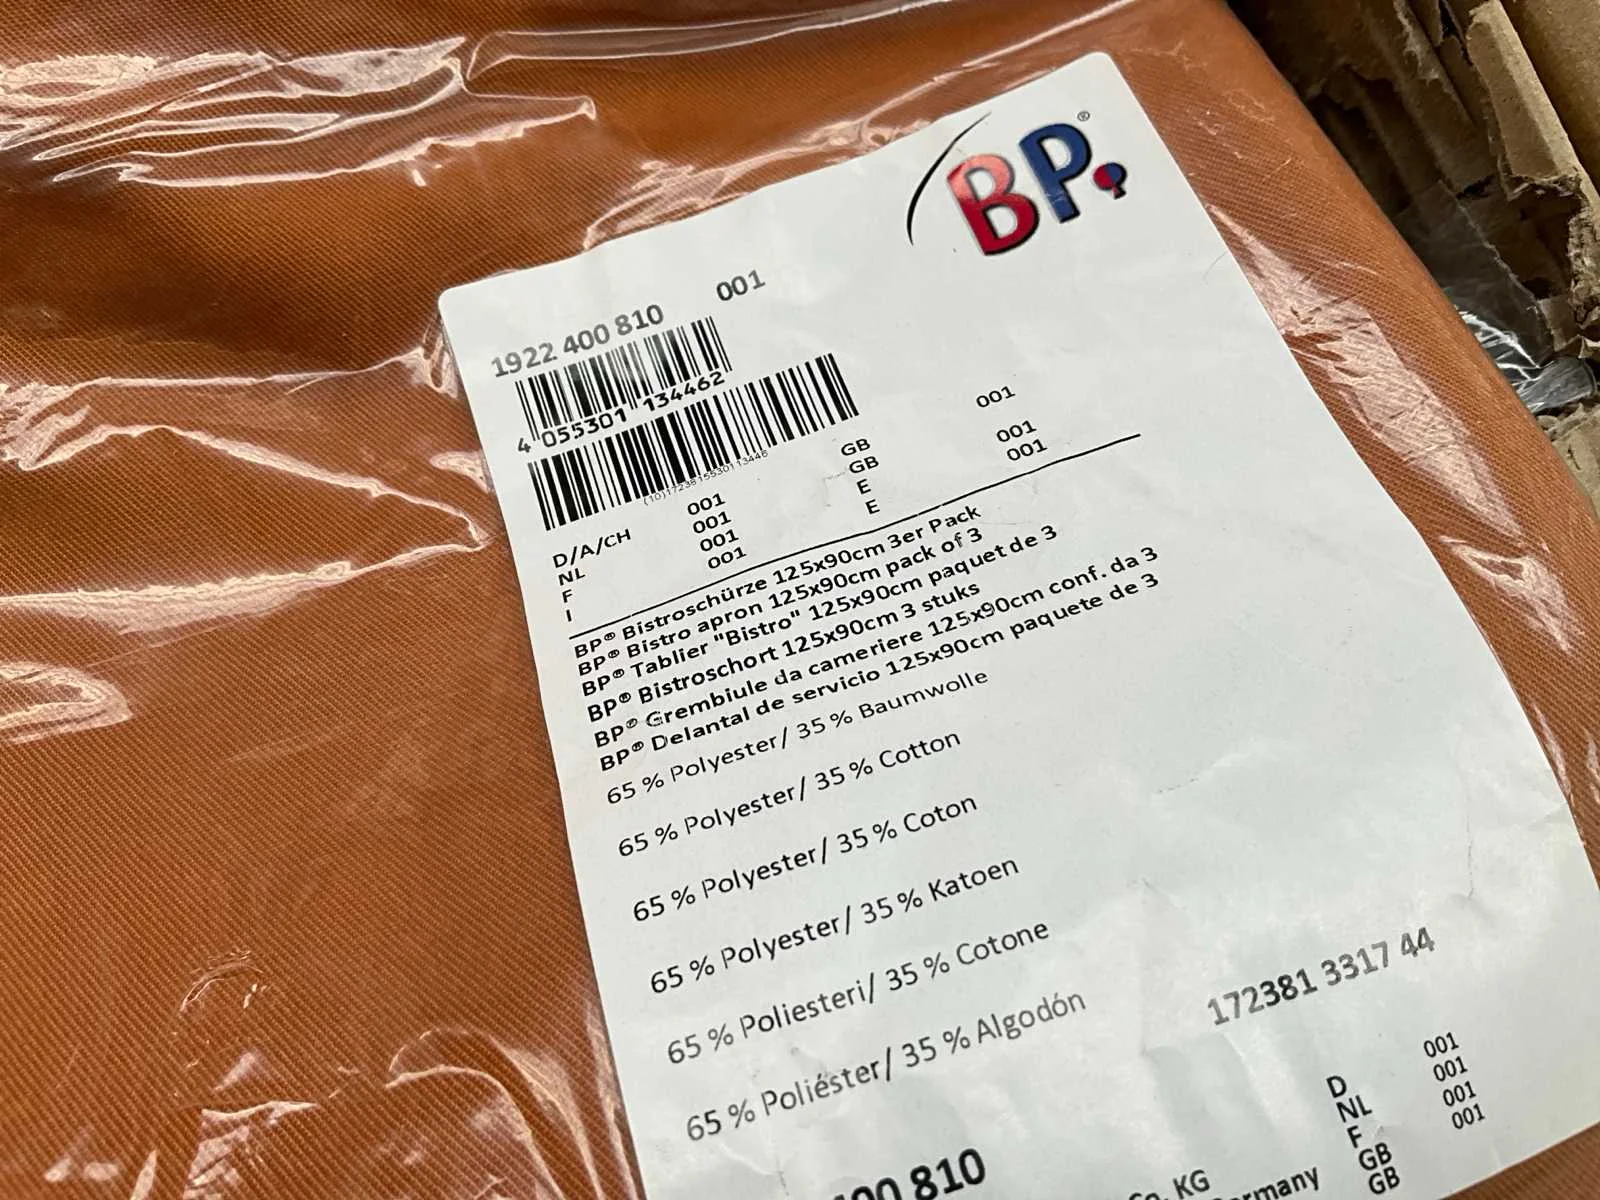 BP®
1922 400 810 001
4 055301 134462
D/A/CH 001 GB 001
NL 001 GB
F 001 E 001
I 001 E 001
BP® Bistroschürze 125x90cm 3er Pack
BP® Bistro apron 125x90cm pack of 3
BP® Tablier "Bistro" 125x90cm paquet de 3
BP® Bistroschort 125x90cm 3 stuks
BP® Grembiule da cameriere 125x90cm conf. da 3
BP® Delantal de servicio 125x90cm paquete de 3
65 % Polyester/ 35 % Baumwolle
65 % Polyester/ 35 % Cotton
65 % Polyester/ 35 % Coton
65 % Polyester/ 35 % Katoen
65 % Poliesteri/ 35 % Cotone
65 % Poliéster/ 35 % Algodón
172381 3317 44
D 001
NL 001
F 001
GB 001
GB
810
Co. KG